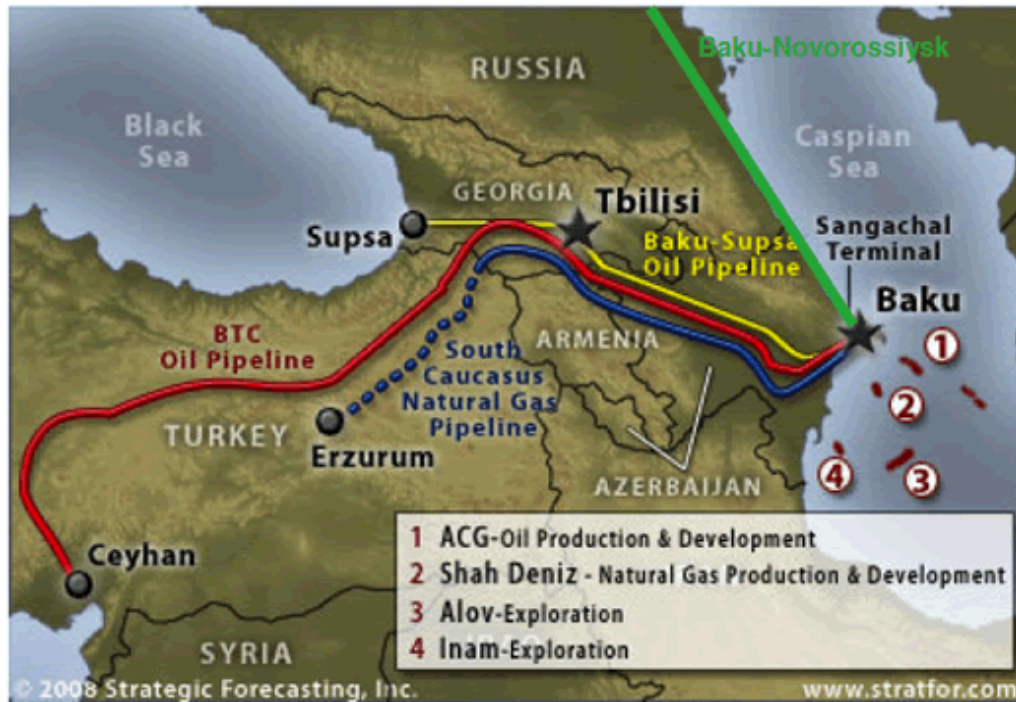 Baku-Novorossiysk
RUSSIA
Black
Sea
Caspian
Sea
GEORGIA
Tbilisi
Supsa
Baku-Supsa
Oil Pipeline
Sangachal
Terminal
Baku
ARMENIA
BTC
Oil Pipeline
South
Caucasus
Natural Gas
Pipeline
1
2
3
4
TURKEY
Erzurum
AZERBAIJAN
Ceyhan
1 ACG-Oil Production & Development
2 Shah Deniz - Natural Gas Production & Development
3 Alov-Exploration
4 Inam-Exploration
SYRIA
© 2008 Strategic Forecasting, Inc.
www.stratfor.com